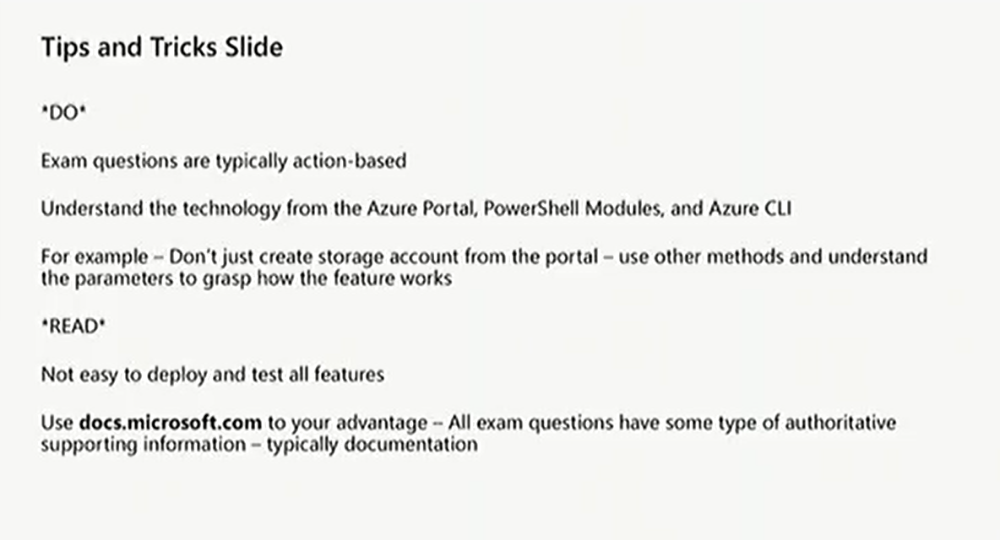 Tips and Tricks Slide
*DO*
Exam questions are typically action-based
Understand the technology from the Azure Portal, PowerShell Modules, and Azure CLI
For example – Don't just create storage account from the portal – use other methods and understand
the parameters to grasp how the feature works
*READ*
Not easy to deploy and test all features
Use docs.microsoft.com to your advantage – All exam questions have some type of authoritative
supporting information – typically documentation